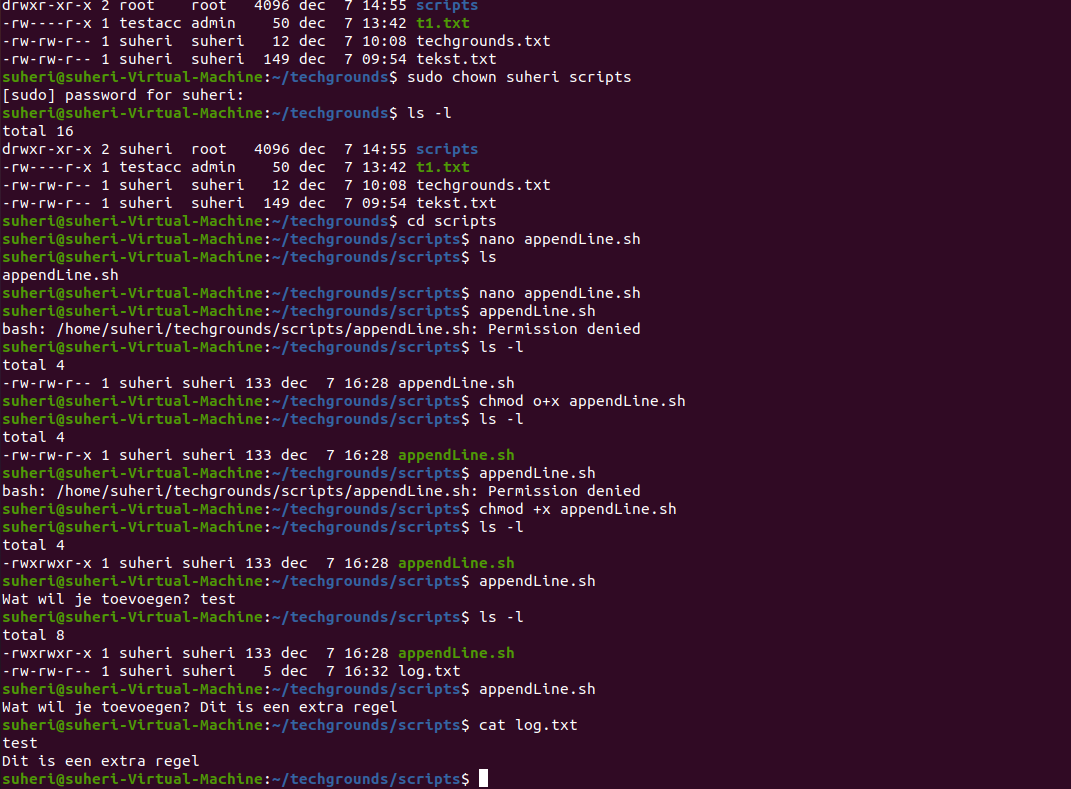 drwxr-xr-x 2 root    root   4096 dec  7 14:55 scripts
-rw----r-x 1 testacc admin    50 dec  7 13:42 t1.txt
-rw-rw-r-- 1 suheri  suheri   12 dec  7 10:08 techgrounds.txt
-rw-rw-r-- 1 suheri  suheri  149 dec  7 09:54 tekst.txt
suheri@suheri-Virtual-Machine:~/techgrounds$ sudo chown suheri scripts
[sudo] password for suheri:
suheri@suheri-Virtual-Machine:~/techgrounds$ ls -l
total 16
drwxr-xr-x 2 suheri  root   4096 dec  7 14:55 scripts
-rw----r-x 1 testacc admin    50 dec  7 13:42 t1.txt
-rw-rw-r-- 1 suheri  suheri   12 dec  7 10:08 techgrounds.txt
-rw-rw-r-- 1 suheri  suheri  149 dec  7 09:54 tekst.txt
suheri@suheri-Virtual-Machine:~/techgrounds$ cd scripts
suheri@suheri-Virtual-Machine:~/techgrounds/scripts$ nano appendLine.sh
suheri@suheri-Virtual-Machine:~/techgrounds/scripts$ ls
appendLine.sh
suheri@suheri-Virtual-Machine:~/techgrounds/scripts$ nano appendLine.sh
suheri@suheri-Virtual-Machine:~/techgrounds/scripts$ appendLine.sh
bash: /home/suheri/techgrounds/scripts/appendLine.sh: Permission denied
suheri@suheri-Virtual-Machine:~/techgrounds/scripts$ ls -l
total 4
-rw-rw-r-- 1 suheri suheri 133 dec  7 16:28 appendLine.sh
suheri@suheri-Virtual-Machine:~/techgrounds/scripts$ chmod o+x appendLine.sh
suheri@suheri-Virtual-Machine:~/techgrounds/scripts$ ls -l
total 4
-rw-rw-r-x 1 suheri suheri 133 dec  7 16:28 appendLine.sh
suheri@suheri-Virtual-Machine:~/techgrounds/scripts$ appendLine.sh
bash: /home/suheri/techgrounds/scripts/appendLine.sh: Permission denied
suheri@suheri-Virtual-Machine:~/techgrounds/scripts$ chmod +x appendLine.sh
suheri@suheri-Virtual-Machine:~/techgrounds/scripts$ ls -l
total 4
-rwxrwxr-x 1 suheri suheri 133 dec  7 16:28 appendLine.sh
suheri@suheri-Virtual-Machine:~/techgrounds/scripts$ appendLine.sh
Wat wil je toevoegen? test
suheri@suheri-Virtual-Machine:~/techgrounds/scripts$ ls -l
total 8
-rwxrwxr-x 1 suheri suheri 133 dec  7 16:28 appendLine.sh
-rw-rw-r-- 1 suheri suheri   5 dec  7 16:32 log.txt
suheri@suheri-Virtual-Machine:~/techgrounds/scripts$ appendLine.sh
Wat wil je toevoegen? Dit is een extra regel
suheri@suheri-Virtual-Machine:~/techgrounds/scripts$ cat log.txt
test
Dit is een extra regel
suheri@suheri-Virtual-Machine:~/techgrounds/scripts$